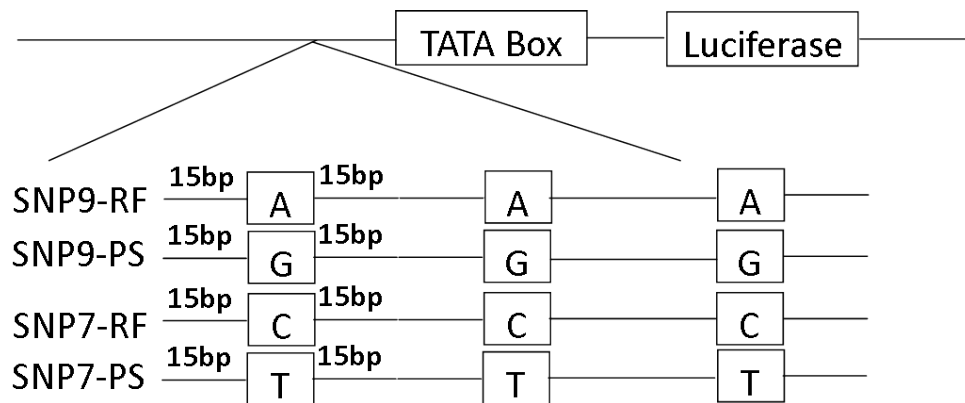 TATA Box Luciferase
15bp 15bp
SNP9-RF A A A
15bp 15bp
SNP9-PS G G G
15bp 15bp
SNP7-RF C C C
15bp 15bp
SNP7-PS T T T